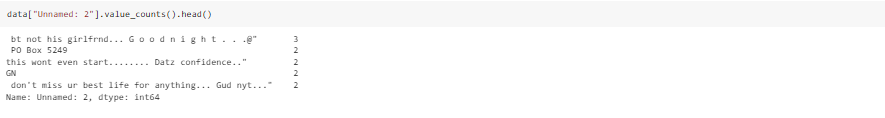 data["Unnamed: 2"].value_counts().head()
bt not his girlfrnd... G o o d n i g h t . . .@" 3
PO Box 5249 2
this wont even start........ Datz confidence.." 2
GN 2
don't miss ur best life for anything... Gud nyt..." 2
Name: Unnamed: 2, dtype: int64